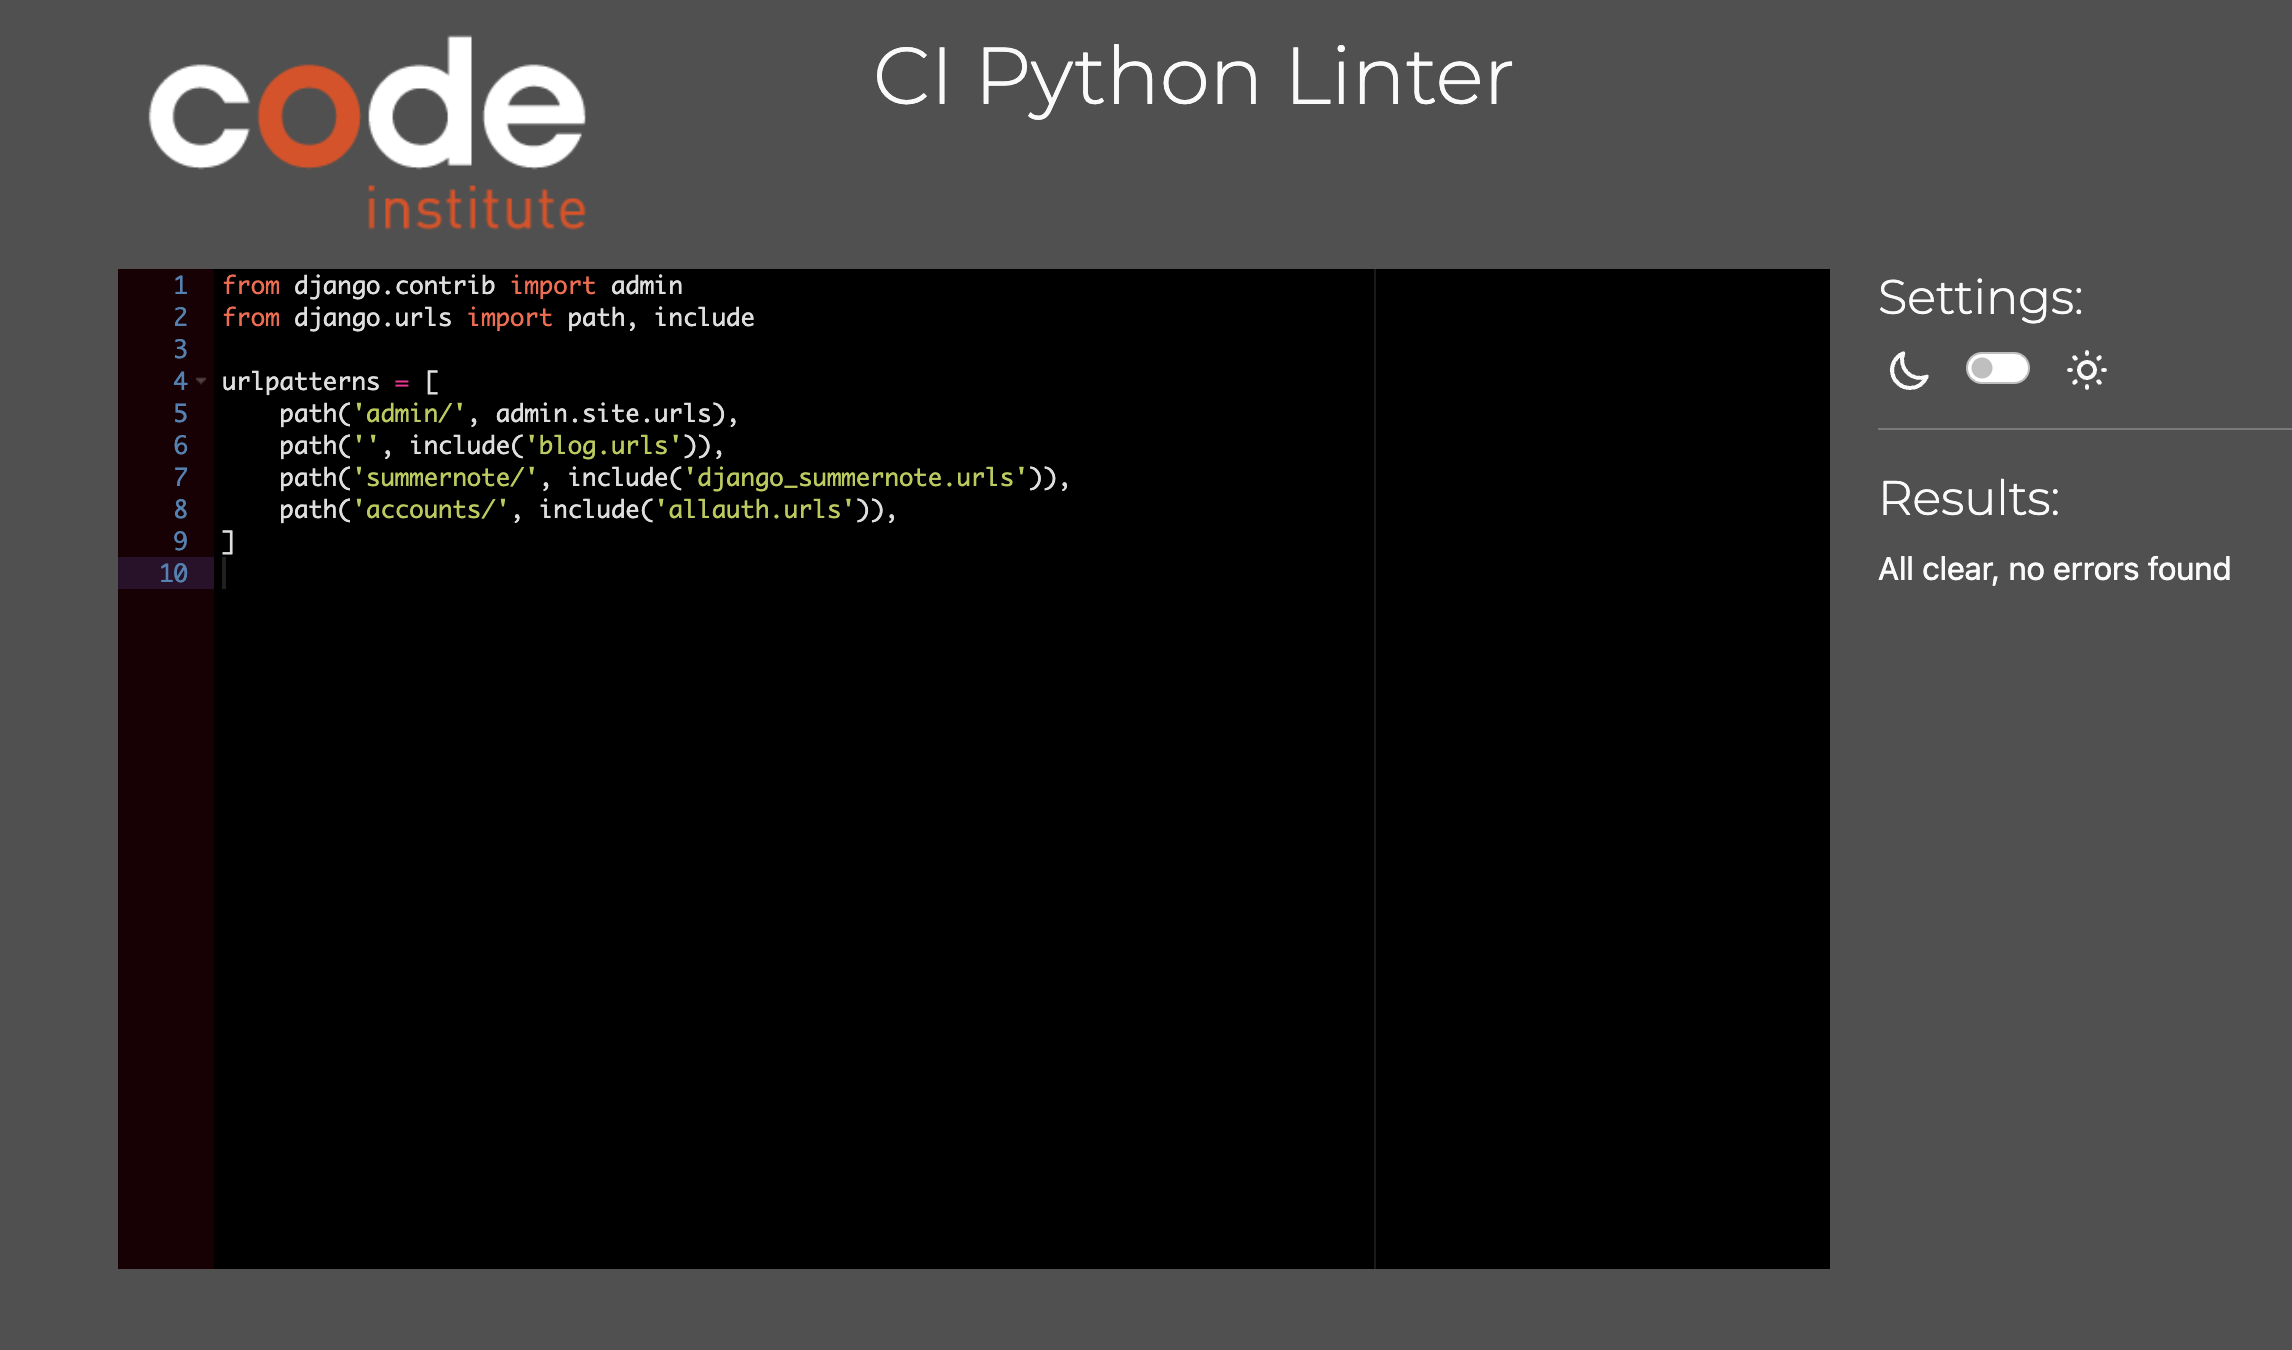 code
institute
CI Python Linter
1 from django.contrib import admin
2 from django.urls import path, include
3
4 urlpatterns = [
5     path('admin/', admin.site.urls),
6     path('', include('blog.urls')),
7     path('summernote/', include('django_summernote.urls')),
8     path('accounts/', include('allauth.urls')),
9 ]
10
Settings:
Results:
All clear, no errors found